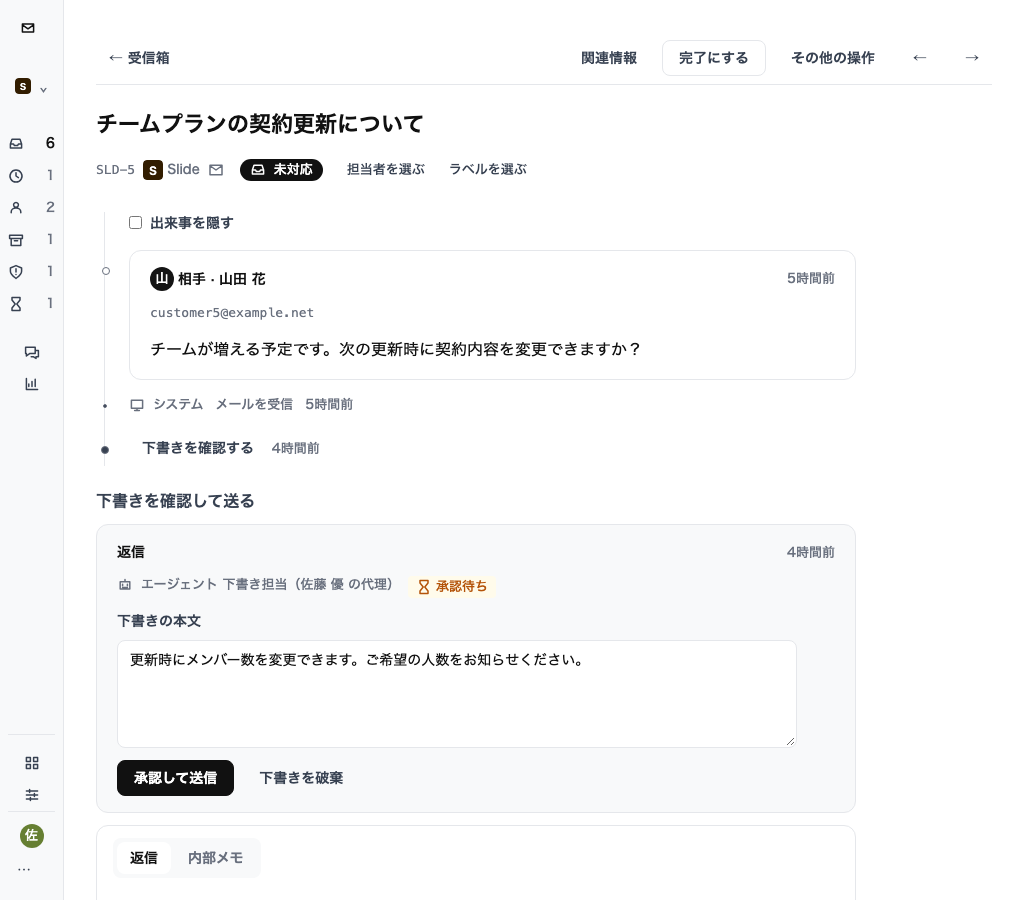 ← 受信箱
関連情報
完了にする
その他の操作
←
→
S
6
1
2
1
1
1
チームプランの契約更新について
SLD-5 S Slide 未対応 担当者を選ぶ ラベルを選ぶ
出来事を隠す
山 相手 · 山田 花 5時間前
customer5@example.net
チームが増える予定です。次の更新時に契約内容を変更できますか？
システム メールを受信 5時間前
下書きを確認する 4時間前
下書きを確認して送る
返信 4時間前
エージェント 下書き担当（佐藤 優 の代理） 承認待ち
下書きの本文
更新時にメンバー数を変更できます。ご希望の人数をお知らせください。
承認して送信 下書きを破棄
返信 内部メモ
佐
…